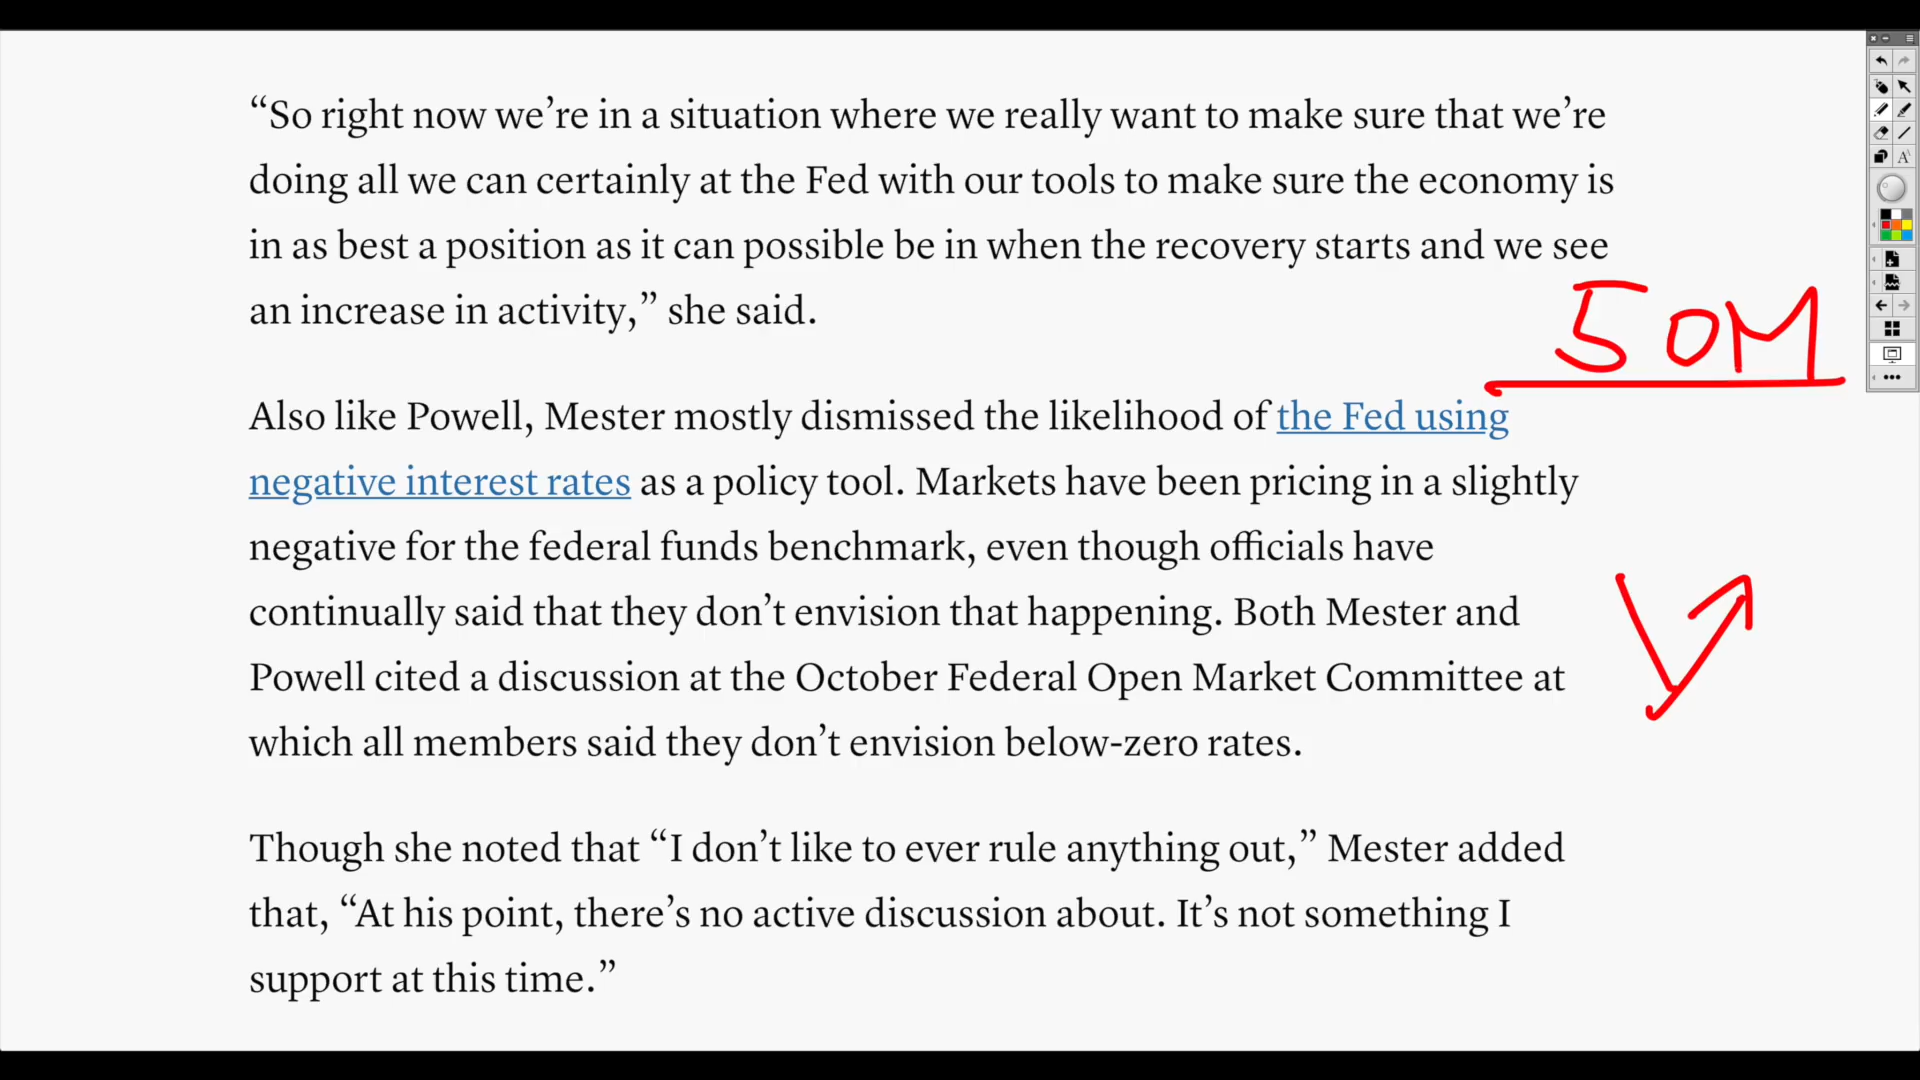 “So right now we’re in a situation where we really want to make sure that we’re
doing all we can certainly at the Fed with our tools to make sure the economy is
in as best a position as it can possible be in when the recovery starts and we see
an increase in activity,” she said.
50M
Also like Powell, Mester mostly dismissed the likelihood of the Fed using
negative interest rates as a policy tool. Markets have been pricing in a slightly
negative for the federal funds benchmark, even though officials have
continually said that they don’t envision that happening. Both Mester and
Powell cited a discussion at the October Federal Open Market Committee at
which all members said they don’t envision below-zero rates.
Though she noted that “I don’t like to ever rule anything out,” Mester added
that, “At his point, there’s no active discussion about. It’s not something I
support at this time.”